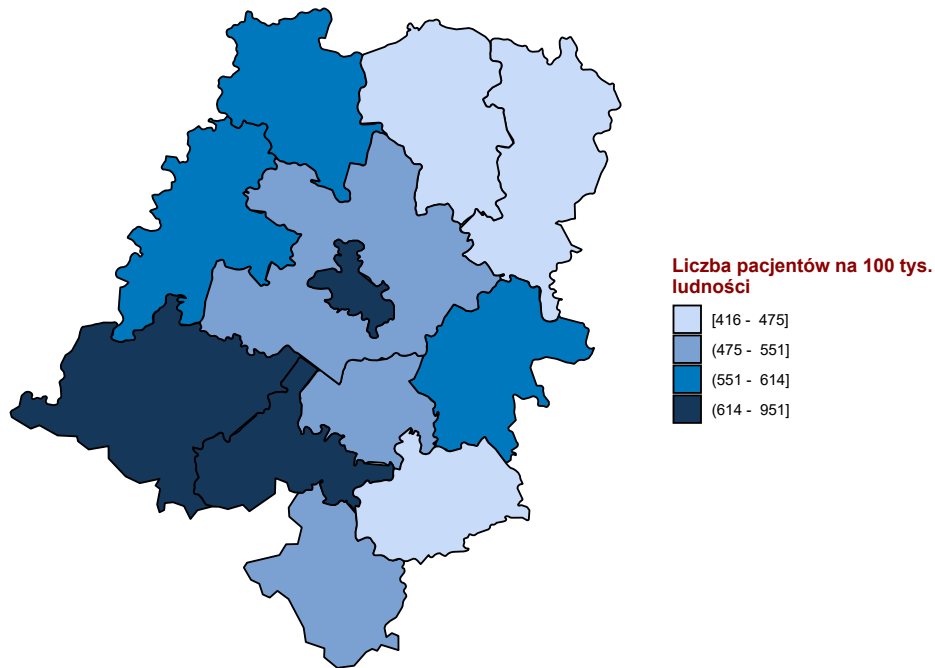 Liczba pacjentów na 100 tys.
ludności
[416 - 475]
(475 - 551]
(551 - 614]
(614 - 951]